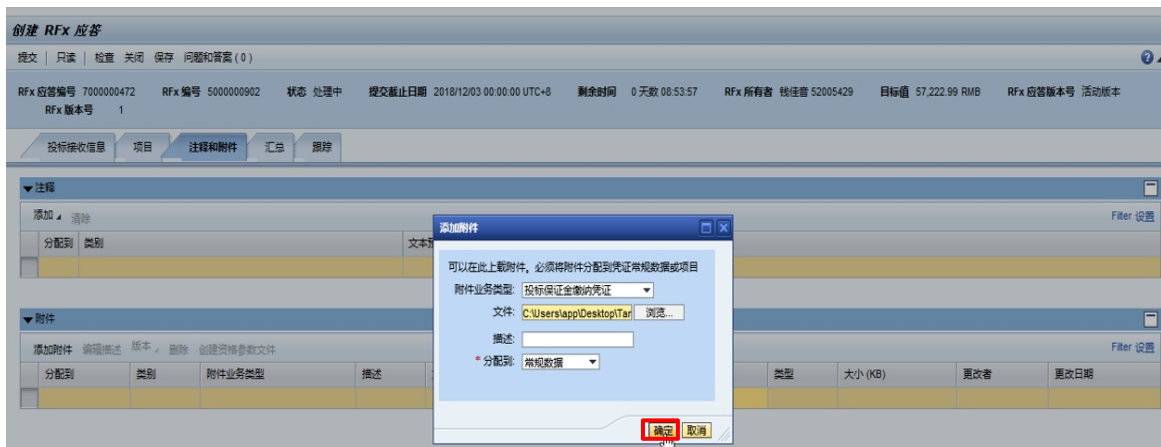 创建 RFx 应答
提交 | 只读 | 检查 关闭 保存 问题和答案 ( 0 )
RFx 应答编号 7000000472 RFx 编号 5000000902 状态 处理中 提交截止日期 2018/12/03 00:00:00 UTC+8 剩余时间 0 天数 08:53:57 RFx 所有者 钱佳音 52005429 目标值 57,222.99 RMB RFx 应答版本号 活动版本
RFx 版本号 1
投标接收信息 项目 注释和附件 汇总 跟踪
注释
添加 清除 Filter 设置
分配到 类别 文本预
添加附件
可以在此上载附件，必须将附件分配到凭证常规数据或项目
附件业务类型: 投标保证金缴纳凭证
文件: C:\Users\app\Desktop\Tar 浏览...
描述:
* 分配到: 常规数据
确定 取消
附件
添加附件 编辑描述 版本 删除 创建资格参数文件 Filter 设置
分配到 类别 附件业务类型 描述 类型 大小 (KB) 更改者 更改日期